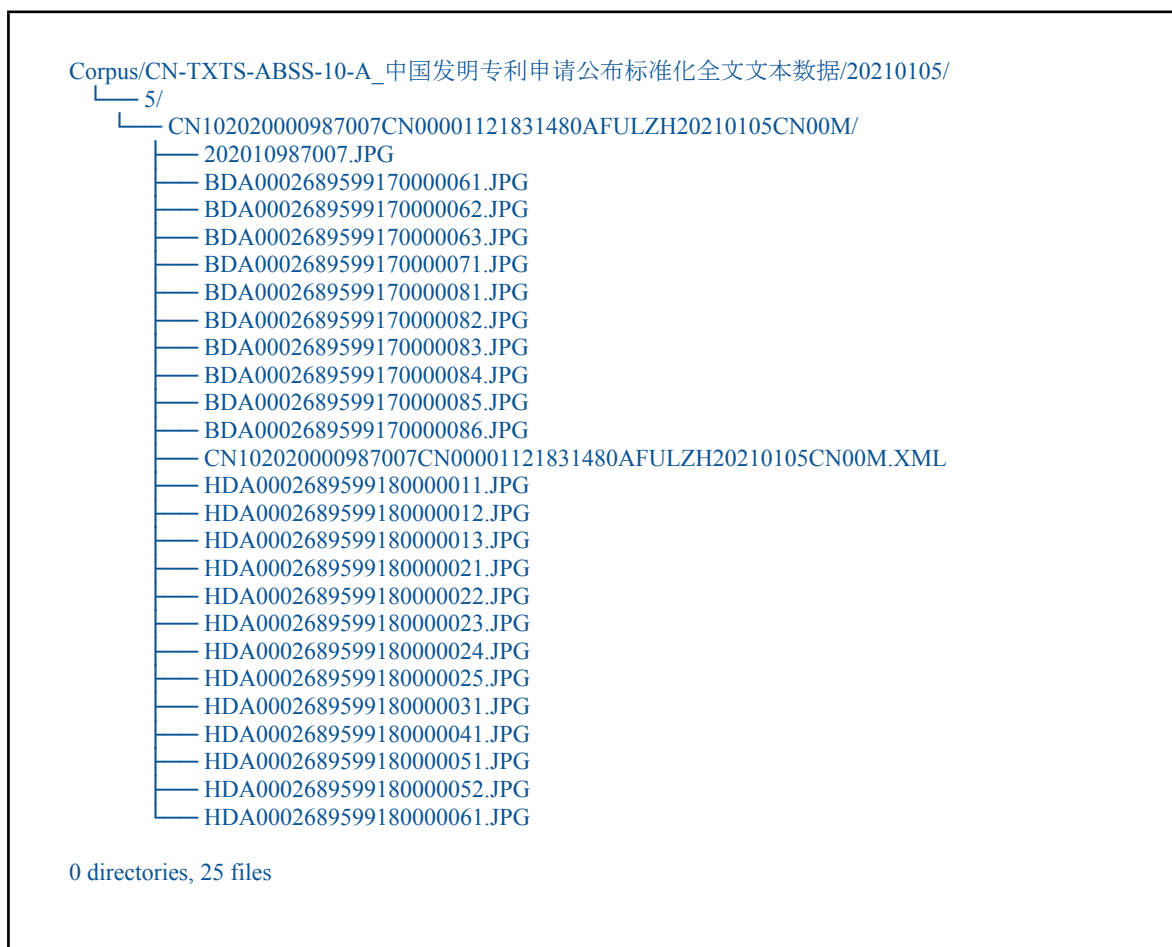 Corpus/CN-TXTS-ABSS-10-A_中国发明专利申请公布标准化全文文本数据/20210105/
└── 5/
└── CN102020000987007CN00001121831480AFULZH20210105CN00M/
├── 202010987007.JPG
├── BDA0002689599170000061.JPG
├── BDA0002689599170000062.JPG
├── BDA0002689599170000063.JPG
├── BDA0002689599170000071.JPG
├── BDA0002689599170000081.JPG
├── BDA0002689599170000082.JPG
├── BDA0002689599170000083.JPG
├── BDA0002689599170000084.JPG
├── BDA0002689599170000085.JPG
├── BDA0002689599170000086.JPG
├── CN102020000987007CN00001121831480AFULZH20210105CN00M.XML
├── HDA0002689599180000011.JPG
├── HDA0002689599180000012.JPG
├── HDA0002689599180000013.JPG
├── HDA0002689599180000021.JPG
├── HDA0002689599180000022.JPG
├── HDA0002689599180000023.JPG
├── HDA0002689599180000024.JPG
├── HDA0002689599180000025.JPG
├── HDA0002689599180000031.JPG
├── HDA0002689599180000041.JPG
├── HDA0002689599180000051.JPG
├── HDA0002689599180000052.JPG
└── HDA0002689599180000061.JPG
0 directories, 25 files